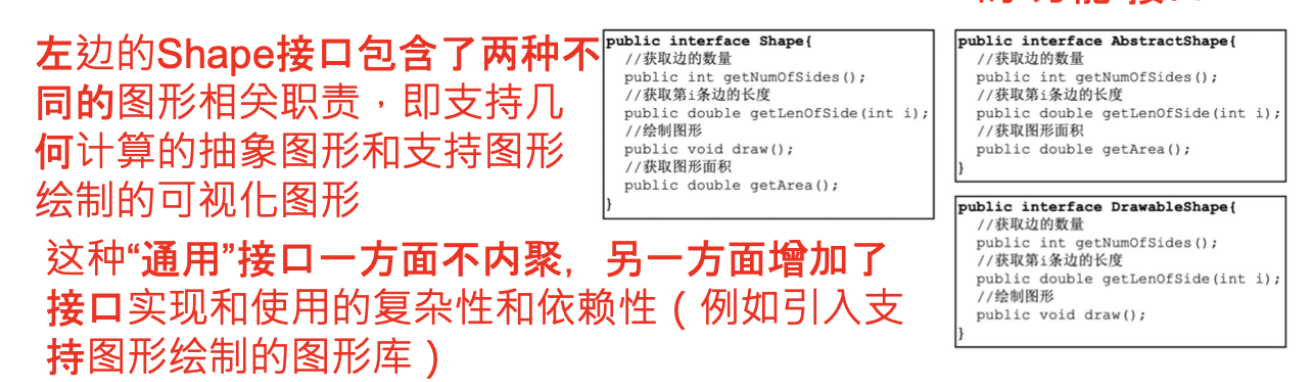 左边的Shape接口包含了两种不
同的图形相关职责，即支持几
何计算的抽象图形和支持图形
绘制的可视化图形
这种“通用”接口一方面不内聚，另一方面增加了
接口实现和使用的复杂性和依赖性（例如引入支
持图形绘制的图形库）
public interface Shape{
//获取边的数量
public int getNumOfSides();
//获取第i条边的长度
public double getLenOfSide(int i);
//绘制图形
public void draw();
//获取图形面积
public double getArea();
}
public interface AbstractShape{
//获取边的数量
public int getNumOfSides();
//获取第i条边的长度
public double getLenOfSide(int i);
//获取图形面积
public double getArea();
}
public interface DrawableShape{
//获取边的数量
public int getNumOfSides();
//获取第i条边的长度
public double getLenOfSide(int i);
//绘制图形
public void draw();
}